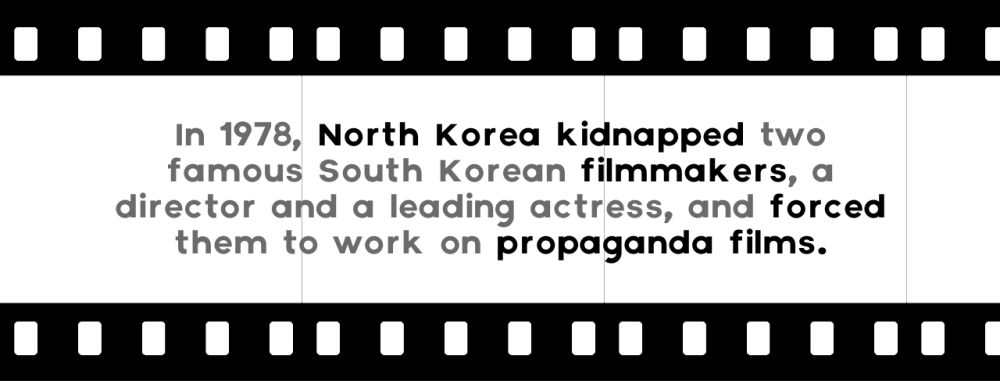 In 1978, North Korea kidnapped two
famous South Korean filmmakers, a
director and a leading actress, and forced
them to work on propaganda films.